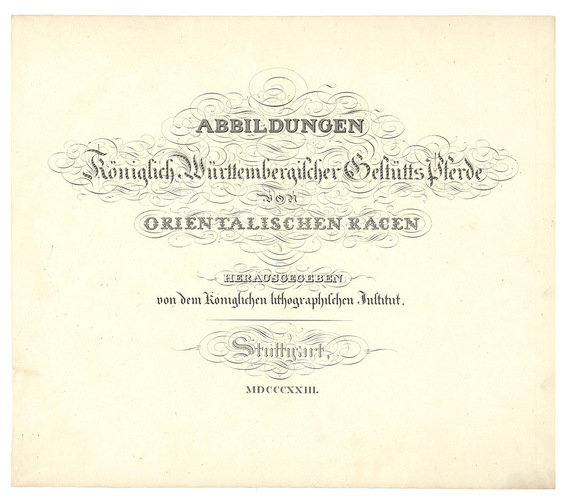 ABBILDUNGEN
Königlich Württembergischer Gestütts Pferde
VON
ORIENTALISCHEN RACEN
HERAUSGEGEBEN
von dem Königlichen lithographischen Institut.
Stuttgart,
MDCCCXXIII.